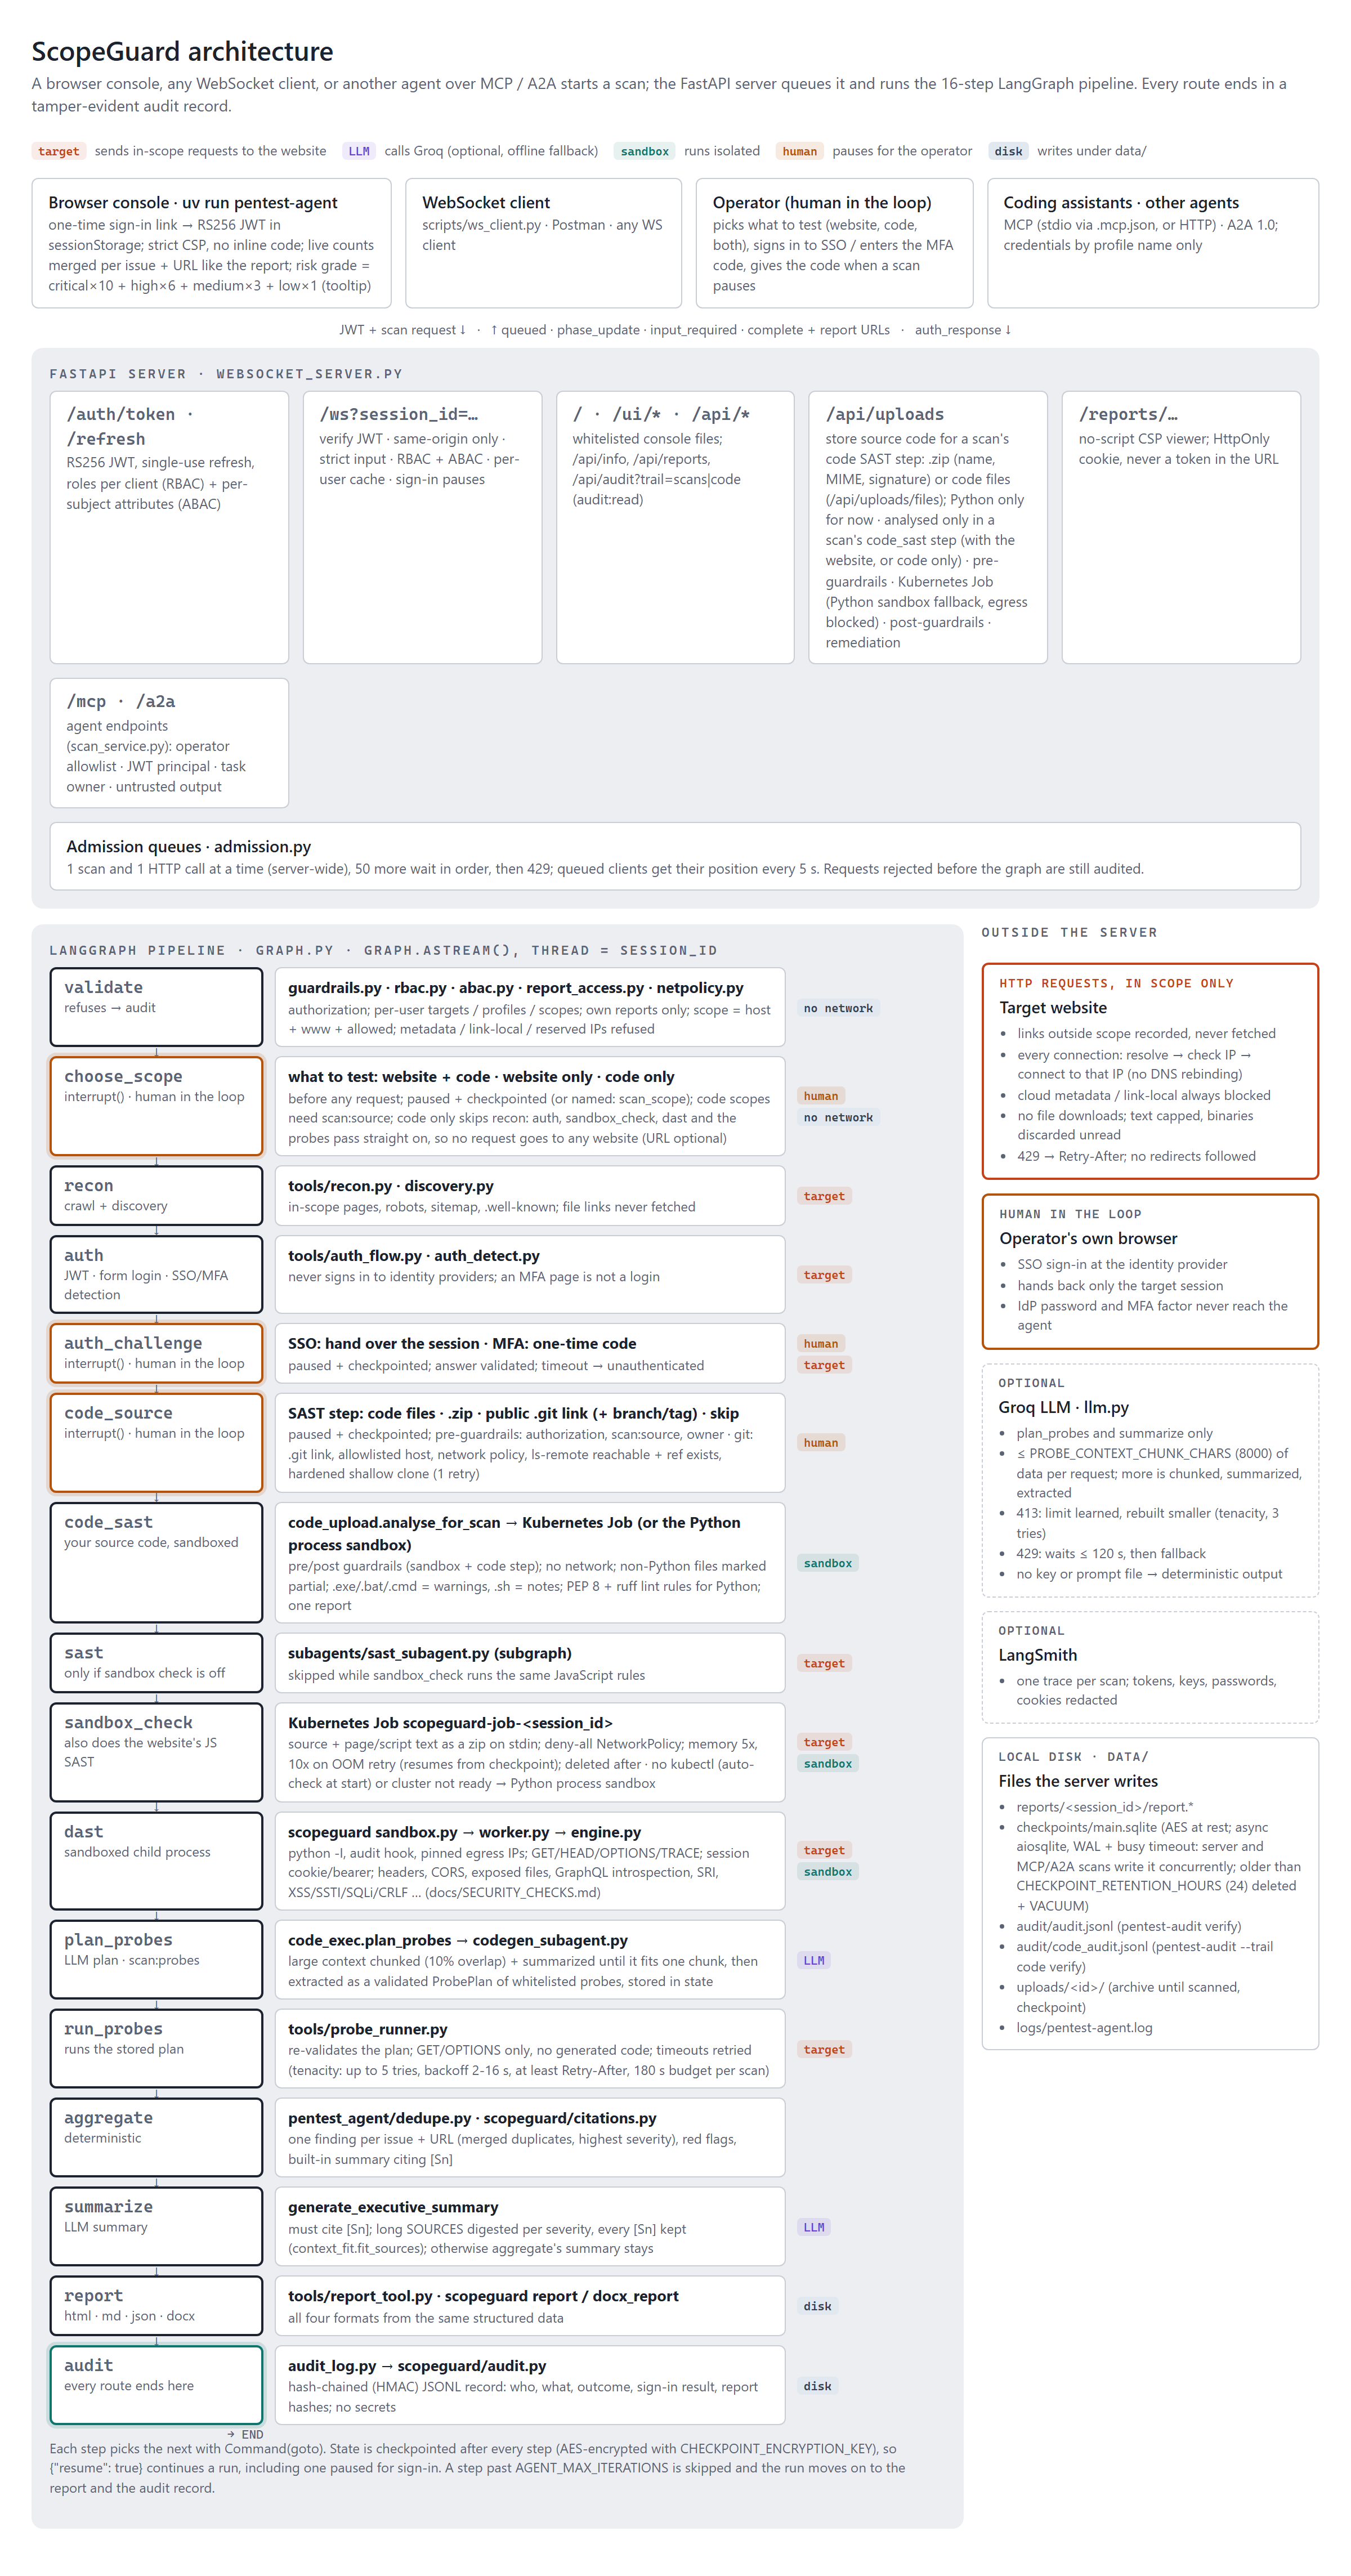 ScopeGuard architecture
A browser console, any WebSocket client, or another agent over MCP / A2A starts a scan; the FastAPI server queues it and runs the 16-step LangGraph pipeline. Every route ends in a
tamper-evident audit record.
target sends in-scope requests to the website LLM calls Groq (optional, offline fallback) sandbox runs isolated human pauses for the operator disk writes under data/
Browser console · uv run pentest-agent
one-time sign-in link → RS256 JWT in
sessionStorage; strict CSP, no inline code; live counts
merged per issue + URL like the report; risk grade =
critical×10 + high×6 + medium×3 + low×1 (tooltip)
WebSocket client
scripts/ws_client.py · Postman · any WS
client
Operator (human in the loop)
picks what to test (website, code,
both), signs in to SSO / enters the MFA
code, gives the code when a scan
pauses
Coding assistants · other agents
MCP (stdio via .mcp.json, or HTTP) · A2A 1.0;
credentials by profile name only
JWT + scan request ↓ · ↑ queued · phase_update · input_required · complete + report URLs · auth_response ↓
FASTAPI SERVER · WEBSOCKET_SERVER.PY
/auth/token ·
/refresh
RS256 JWT, single-use refresh,
roles per client (RBAC) + per-
subject attributes (ABAC)
/ws?session_id=…
verify JWT · same-origin only ·
strict input · RBAC + ABAC · per-
user cache · sign-in pauses
/ · /ui/* · /api/*
whitelisted console files;
/api/info, /api/reports,
/api/audit?trail=scans|code
(audit:read)
/api/uploads
store source code for a scan's
code SAST step: .zip (name,
MIME, signature) or code files
(/api/uploads/files); Python only
for now · analysed only in a
scan's code_sast step (with the
website, or code only) · pre-
guardrails · Kubernetes Job
(Python sandbox fallback, egress
blocked) · post-guardrails ·
remediation
/reports/…
no-script CSP viewer; HttpOnly
cookie, never a token in the URL
/mcp · /a2a
agent endpoints
(scan_service.py): operator
allowlist · JWT principal · task
owner · untrusted output
Admission queues · admission.py
1 scan and 1 HTTP call at a time (server-wide), 50 more wait in order, then 429; queued clients get their position every 5 s. Requests rejected before the graph are still audited.
LANGGRAPH PIPELINE · GRAPH.PY · GRAPH.ASTREAM(), THREAD = SESSION_ID
validate
refuses → audit
guardrails.py · rbac.py · abac.py · report_access.py · netpolicy.py
authorization; per-user targets / profiles / scopes; own reports only; scope = host
+ www + allowed; metadata / link-local / reserved IPs refused
no network
↓
choose_scope
interrupt() · human in the loop
what to test: website + code · website only · code only
before any request; paused + checkpointed (or named: scan_scope); code scopes
need scan:source; code only skips recon: auth, sandbox_check, dast and the
probes pass straight on, so no request goes to any website (URL optional)
human
no network
↓
recon
crawl + discovery
tools/recon.py · discovery.py
in-scope pages, robots, sitemap, .well-known; file links never fetched
target
↓
auth
JWT · form login · SSO/MFA
detection
tools/auth_flow.py · auth_detect.py
never signs in to identity providers; an MFA page is not a login
target
↓
auth_challenge
interrupt() · human in the loop
SSO: hand over the session · MFA: one-time code
paused + checkpointed; answer validated; timeout → unauthenticated
human
target
↓
code_source
interrupt() · human in the loop
SAST step: code files · .zip · public .git link (+ branch/tag) · skip
paused + checkpointed; pre-guardrails: authorization, scan:source, owner · git:
.git link, allowlisted host, network policy, ls-remote reachable + ref exists,
hardened shallow clone (1 retry)
human
↓
code_sast
your source code, sandboxed
code_upload.analyse_for_scan → Kubernetes Job (or the Python
process sandbox)
pre/post guardrails (sandbox + code step); no network; non-Python files marked
partial; .exe/.bat/.cmd = warnings, .sh = notes; PEP 8 + ruff lint rules for Python;
one report
sandbox
↓
sast
only if sandbox check is off
subagents/sast_subagent.py (subgraph)
skipped while sandbox_check runs the same JavaScript rules
target
↓
sandbox_check
also does the website's JS
SAST
Kubernetes Job scopeguard-job-<session_id>
source + page/script text as a zip on stdin; deny-all NetworkPolicy; memory 5x,
10x on OOM retry (resumes from checkpoint); deleted after · no kubectl (auto-
check at start) or cluster not ready → Python process sandbox
target
sandbox
↓
dast
sandboxed child process
scopeguard sandbox.py → worker.py → engine.py
python -I, audit hook, pinned egress IPs; GET/HEAD/OPTIONS/TRACE; session
cookie/bearer; headers, CORS, exposed files, GraphQL introspection, SRI,
XSS/SSTI/SQLi/CRLF … (docs/SECURITY_CHECKS.md)
target
sandbox
↓
plan_probes
LLM plan · scan:probes
code_exec.plan_probes → codegen_subagent.py
large context chunked (10% overlap) + summarized until it fits one chunk, then
extracted as a validated ProbePlan of whitelisted probes, stored in state
LLM
↓
run_probes
runs the stored plan
tools/probe_runner.py
re-validates the plan; GET/OPTIONS only, no generated code; timeouts retried
(tenacity: up to 5 tries, backoff 2-16 s, at least Retry-After, 180 s budget per scan)
target
↓
aggregate
deterministic
pentest_agent/dedupe.py · scopeguard/citations.py
one finding per issue + URL (merged duplicates, highest severity), red flags,
built-in summary citing [Sn]
↓
summarize
LLM summary
generate_executive_summary
must cite [Sn]; long SOURCES digested per severity, every [Sn] kept
(context_fit.fit_sources); otherwise aggregate's summary stays
LLM
↓
report
html · md · json · docx
tools/report_tool.py · scopeguard report / docx_report
all four formats from the same structured data
disk
↓
audit
every route ends here
audit_log.py → scopeguard/audit.py
hash-chained (HMAC) JSONL record: who, what, outcome, sign-in result, report
hashes; no secrets
disk
→ END
Each step picks the next with Command(goto). State is checkpointed after every step (AES-encrypted with CHECKPOINT_ENCRYPTION_KEY), so
{"resume": true} continues a run, including one paused for sign-in. A step past AGENT_MAX_ITERATIONS is skipped and the run moves on to the
report and the audit record.
OUTSIDE THE SERVER
HTTP REQUESTS, IN SCOPE ONLY
Target website
• links outside scope recorded, never fetched
• every connection: resolve → check IP →
connect to that IP (no DNS rebinding)
• cloud metadata / link-local always blocked
• no file downloads; text capped, binaries
discarded unread
• 429 → Retry-After; no redirects followed
HUMAN IN THE LOOP
Operator's own browser
• SSO sign-in at the identity provider
• hands back only the target session
• IdP password and MFA factor never reach the
agent
OPTIONAL
Groq LLM · llm.py
• plan_probes and summarize only
• ≤ PROBE_CONTEXT_CHUNK_CHARS (8000) of
data per request; more is chunked, summarized,
extracted
• 413: limit learned, rebuilt smaller (tenacity, 3
tries)
• 429: waits ≤ 120 s, then fallback
• no key or prompt file → deterministic output
OPTIONAL
LangSmith
• one trace per scan; tokens, keys, passwords,
cookies redacted
LOCAL DISK · DATA/
Files the server writes
• reports/<session_id>/report.*
• checkpoints/main.sqlite (AES at rest; async
aiosqlite, WAL + busy timeout: server and
MCP/A2A scans write it concurrently; older than
CHECKPOINT_RETENTION_HOURS (24) deleted
+ VACUUM)
• audit/audit.jsonl (pentest-audit verify)
• audit/code_audit.jsonl (pentest-audit --trail
code verify)
• uploads/<id>/ (archive until scanned,
checkpoint)
• logs/pentest-agent.log